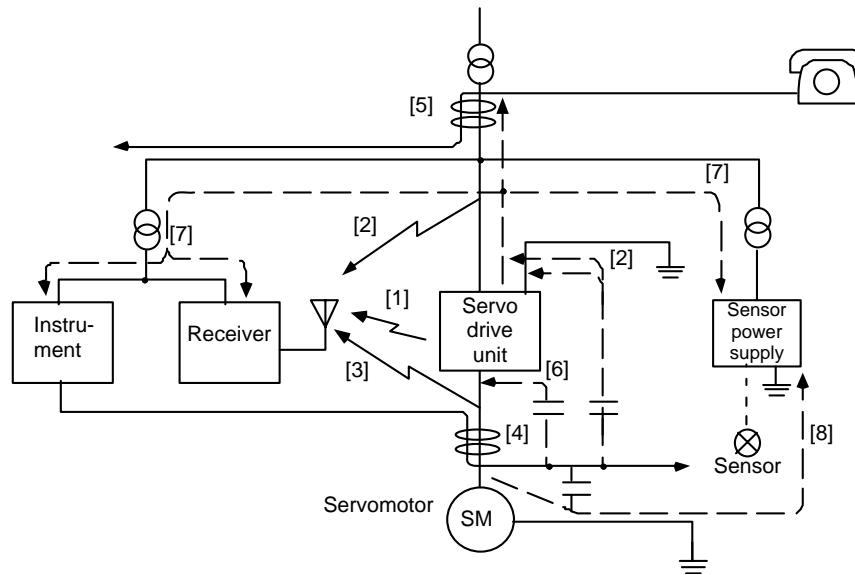 [5]
[7]
[2]
[7]
[2]
[1]
Instru-
ment
Receiver
Servo
drive
unit
Sensor
power
supply
[3]
[6]
[4]
[8]
Sensor
Servomotor
SM